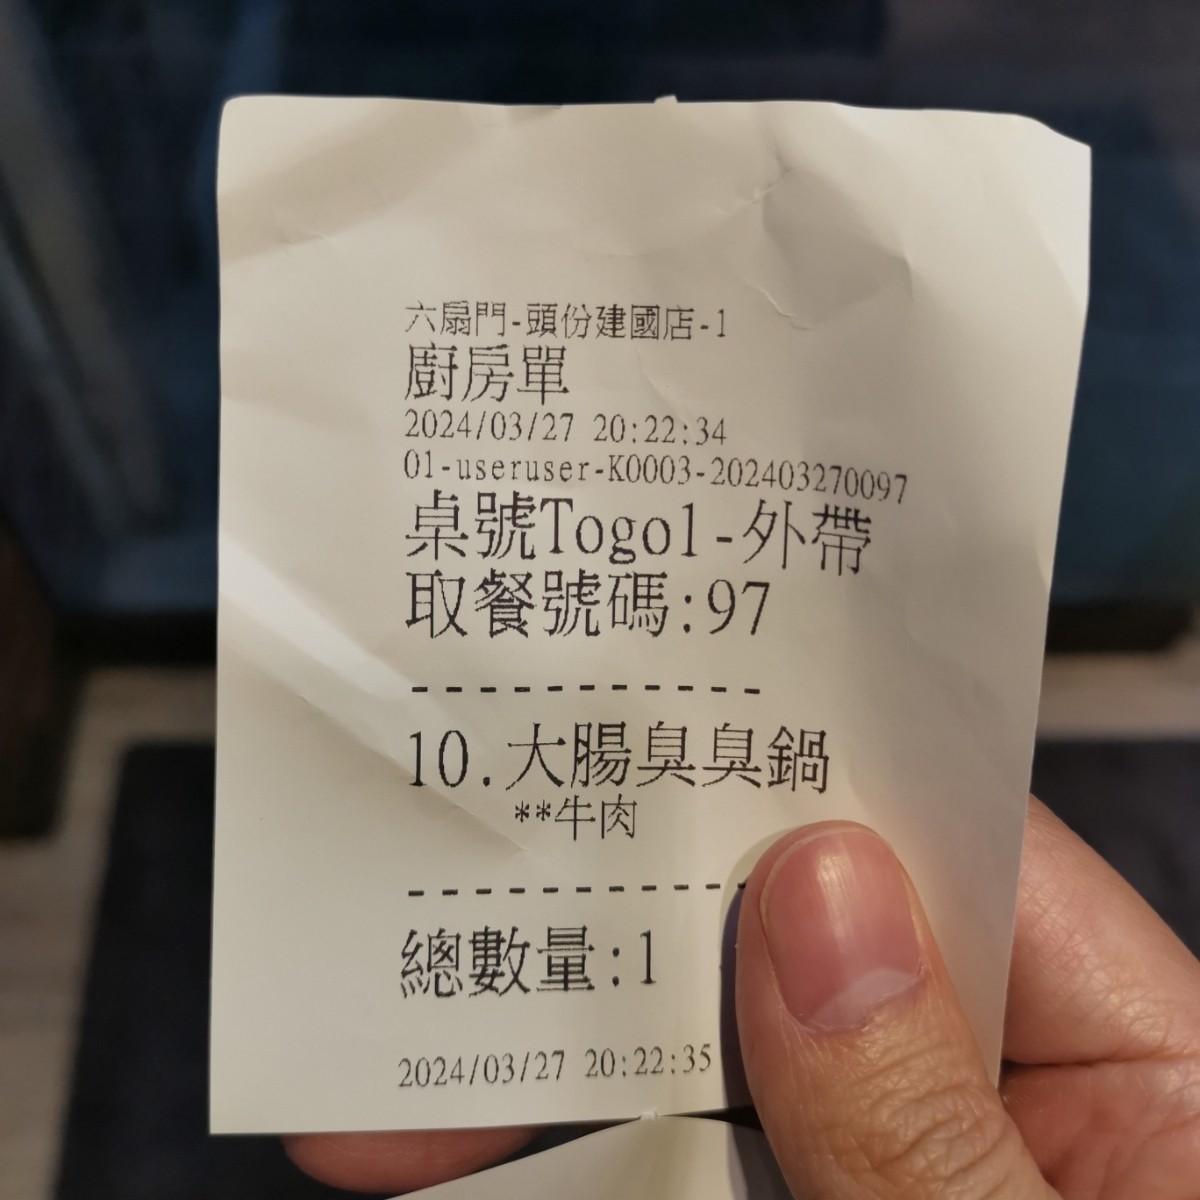 六扇門-頭份建國店-1
廚房單
2024/03/27 20:22:34
01-useruser-K0003-202403270097
桌號Togo1-外帶
取餐號碼:97
-----------
10.大腸臭臭鍋
**牛肉
-----------
總數量:1
2024/03/27 20:22:35